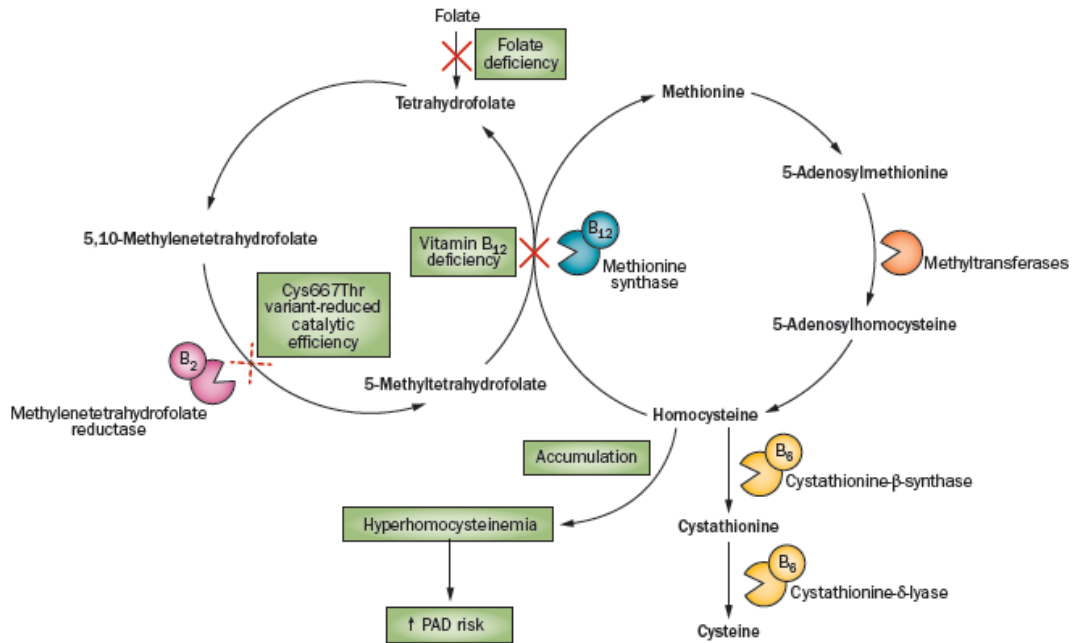 Folate
Folate
deficiency
Tetrahydrofolate
Methionine
5-Adenosylmethionine
5,10-Methylenetetrahydrofolate
Vitamin B12
deficiency
B12
Methionine
synthase
Methyltransferases
Cys667Thr
variant-reduced
catalytic
efficiency
5-Adenosylhomocysteine
B2
Methylenetetrahydrofolate
reductase
5-Methyltetrahydrofolate
Homocysteine
Accumulation
B6
Cystathionine-β-synthase
Hyperhomocysteinemia
Cystathionine
B6
Cystathionine-δ-lyase
↑ PAD risk
Cysteine